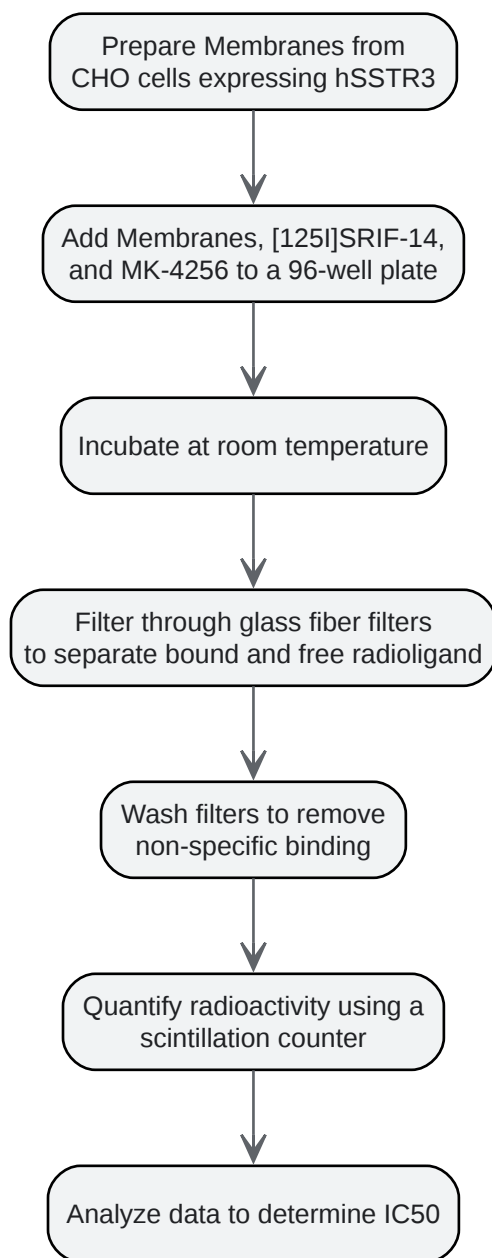 Prepare Membranes from
CHO cells expressing hSSTR3
Add Membranes, [125I]SRIF-14,
and MK-4256 to a 96-well plate
Incubate at room temperature
Filter through glass fiber filters
to separate bound and free radioligand
Wash filters to remove
non-specific binding
Quantify radioactivity using a
scintillation counter
Analyze data to determine IC50